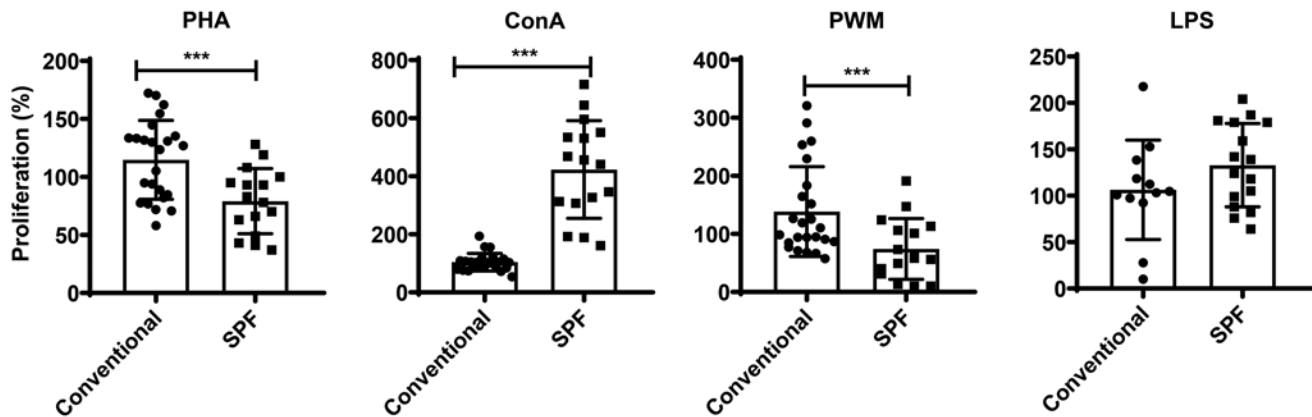 PHA
ConA
PWM
LPS
Proliferation (%)
***
***
***
200
150
100
50
0
800
600
400
200
0
400
300
200
100
0
250
200
150
100
50
0
Conventional
SPF
Conventional
SPF
Conventional
SPF
Conventional
SPF